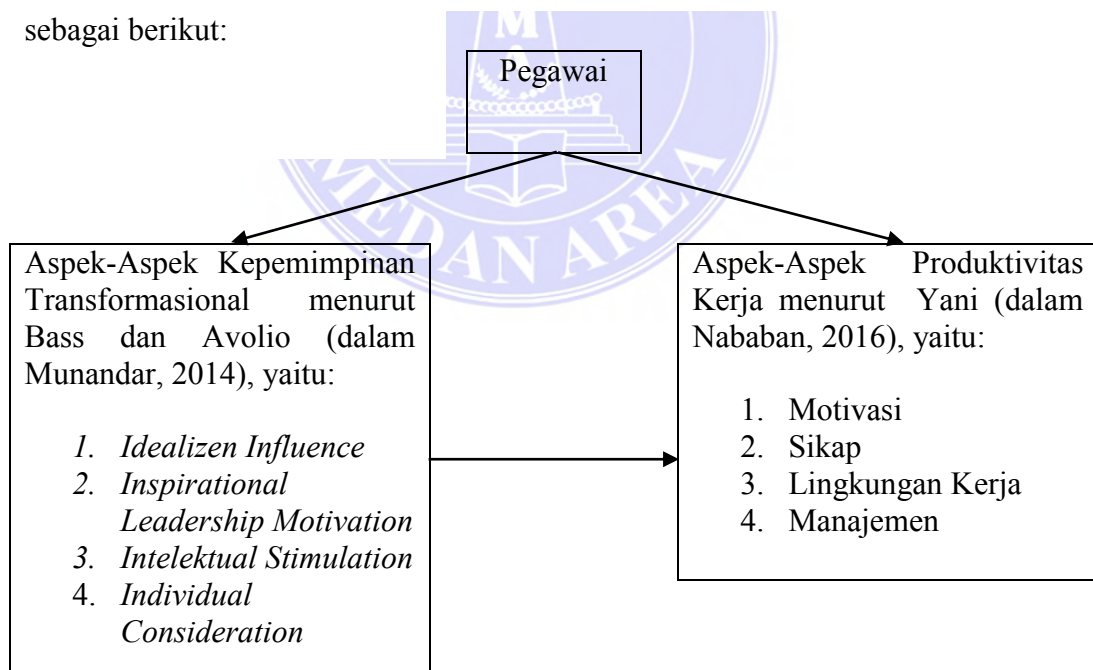 sebagai berikut:
M
A
Pegawai
MEDAN AREA
Aspek-Aspek Kepemimpinan
Transformasional menurut
Bass dan Avolio (dalam
Munandar, 2014), yaitu:
1. Idealizen Influence
2. Inspirational
Leadership Motivation
3. Intelektual Stimulation
4. Individual
Consideration
Aspek-Aspek Produktivitas
Kerja menurut Yani (dalam
Nababan, 2016), yaitu:
1. Motivasi
2. Sikap
3. Lingkungan Kerja
4. Manajemen